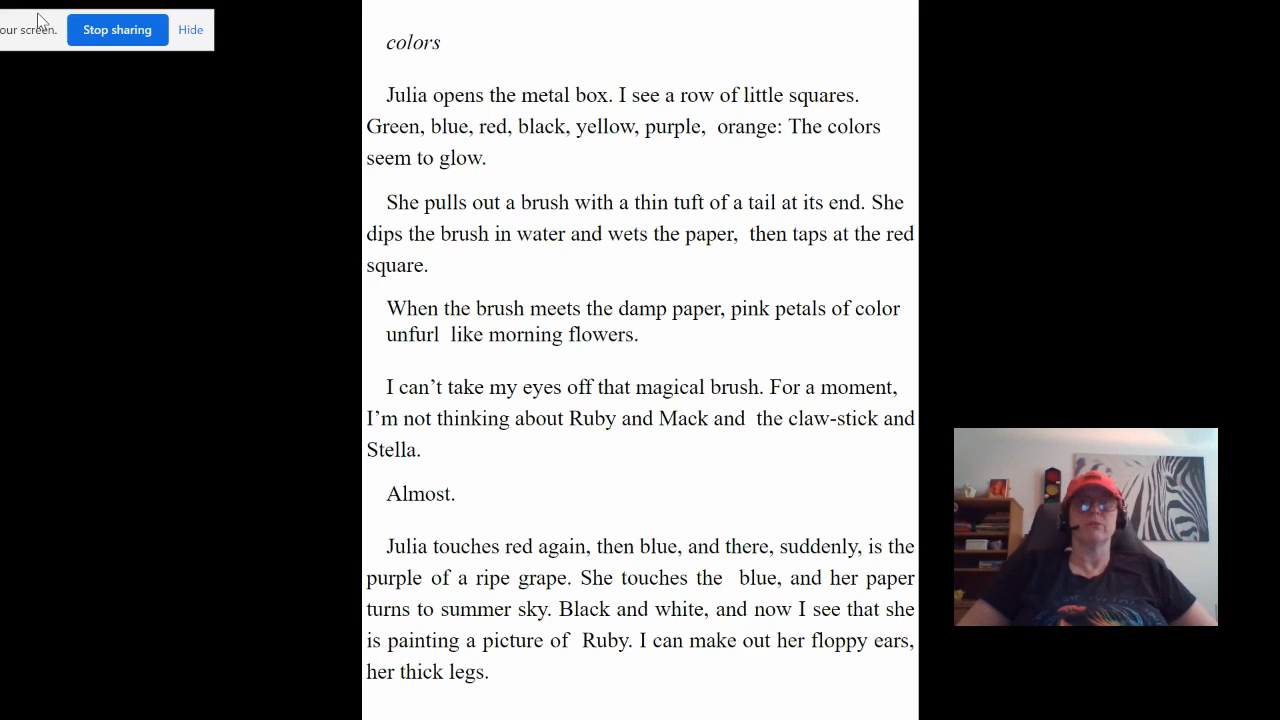 our screen. Stop sharing Hide
colors
Julia opens the metal box. I see a row of little squares.
Green, blue, red, black, yellow, purple, orange: The colors
seem to glow.
She pulls out a brush with a thin tuft of a tail at its end. She
dips the brush in water and wets the paper, then taps at the red
square.
When the brush meets the damp paper, pink petals of color
unfurl like morning flowers.
I can’t take my eyes off that magical brush. For a moment,
I’m not thinking about Ruby and Mack and the claw-stick and
Stella.
Almost.
Julia touches red again, then blue, and there, suddenly, is the
purple of a ripe grape. She touches the blue, and her paper
turns to summer sky. Black and white, and now I see that she
is painting a picture of Ruby. I can make out her floppy ears,
her thick legs.